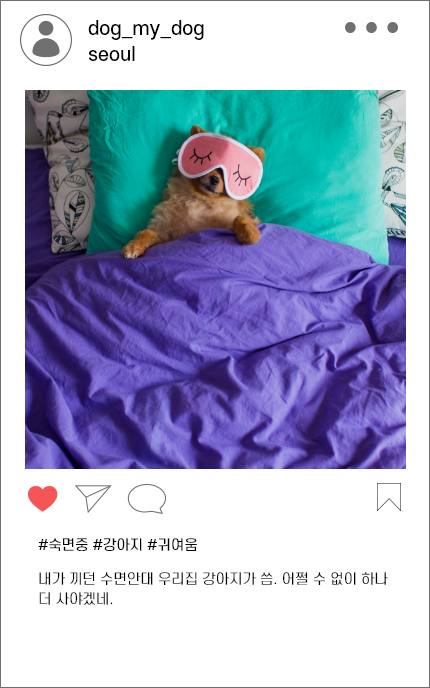 dog_my_dog
seoul
#숙면중 #강아지 #귀여움
내가 끼던 수면안대 우리집 강아지가 씀. 어쩔 수 없이 하나
더 사야겠네.